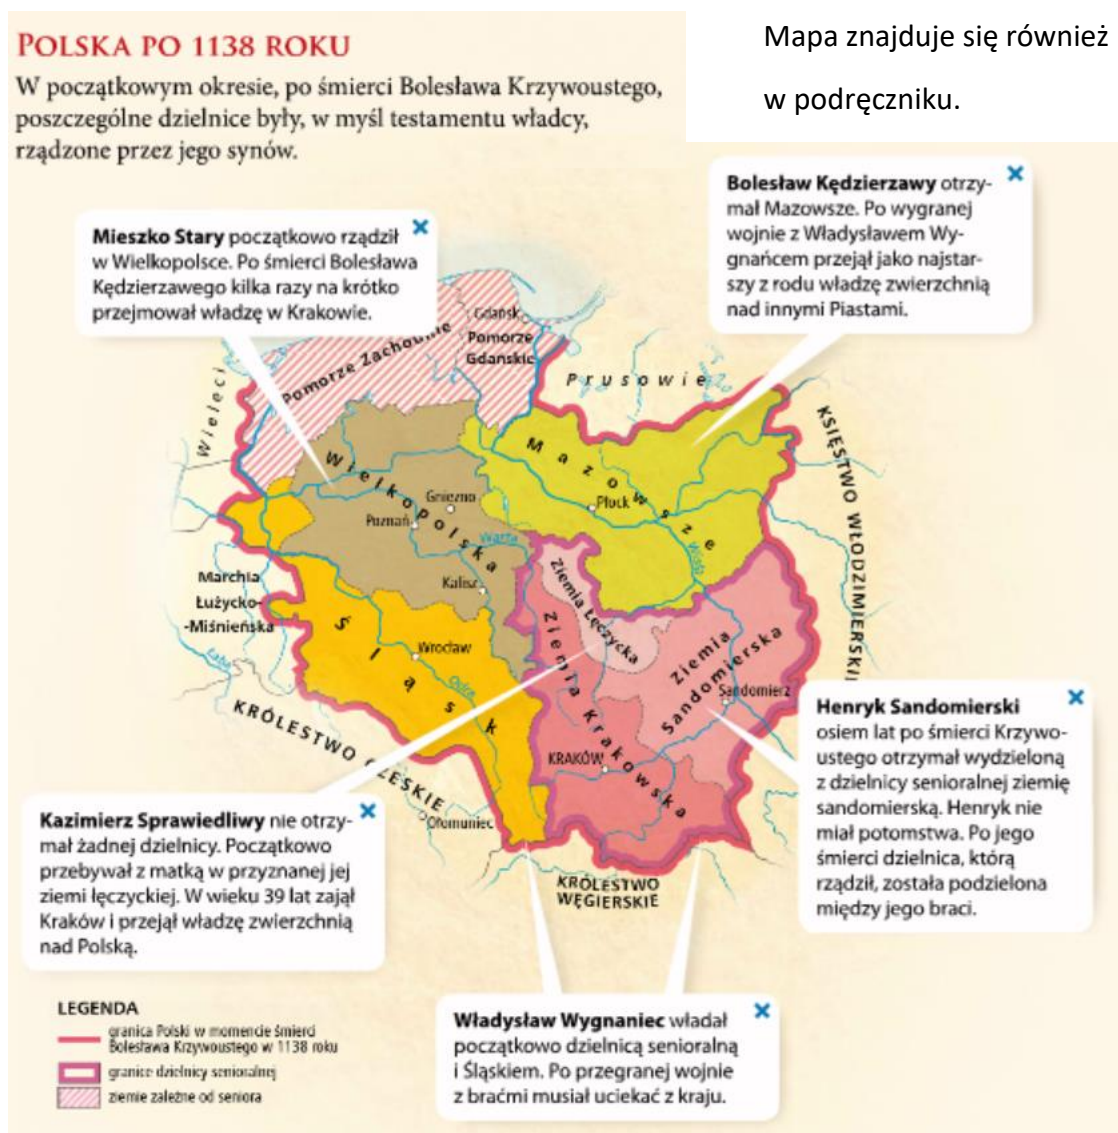 POLSKA PO 1138 ROKU
W początkowym okresie, po śmierci Bolesława Krzywoustego,
poszczególne dzielnice były, w myśl testamentu władcy,
rządzone przez jego synów.
Mapa znajduje się również
w podręczniku.
Bolesław Kędzierzawy otrzy-
mał Mazowsze. Po wygranej
wojnie z Władysławem Wy-
gnańcem przejął jako najstar-
szy z rodu władzę zwierzchnią
nad innymi Piastami.
Mieszko Stary początkowo rządził
w Wielkopolsce. Po śmierci Bolesława
Kędzierzawego kilka razy na krótko
przejmował władzę w Krakowie.
Gdańsk
Pomorze
Gdańskie
Pomorze Zachodnie
Prusowie
Wieleci
KSIĘSTWO WŁODZIMIERSKIE
Mazowsze
Płock
Wisła
Wielkopolska
Gniezno
Poznań
Warta
Kalisz
Marchia
Łużycko-
-Miśnieńska
Łaba
Śląsk
Wrocław
Odra
Ziemia Łęczycka
Ziemia
Sandomierska
Sandomierz
Ziemia Krakowska
KRAKÓW
KRÓLESTWO CZESKIE
Ołomuniec
KRÓLESTWO
WĘGIERSKIE
Henryk Sandomierski
osiem lat po śmierci Krzywo-
ustego otrzymał wydzieloną
z dzielnicy senioralnej ziemię
sandomierską. Henryk nie
miał potomstwa. Po jego
śmierci dzielnica, którą
rządził, została podzielona
między jego braci.
Kazimierz Sprawiedliwy nie otrzy-
mał żadnej dzielnicy. Początkowo
przebywał z matką w przyznanej jej
ziemi łęczyckiej. W wieku 39 lat zajął
Kraków i przejął władzę zwierzchnią
nad Polską.
Władysław Wygnaniec władał
początkowo dzielnicą senioralną
i Śląskiem. Po przegranej wojnie
z braćmi musiał uciekać z kraju.
LEGENDA
granica Polski w momencie śmierci
Bolesława Krzywoustego w 1138 roku
granice dzielnicy senioralnej
ziemie zależne od seniora